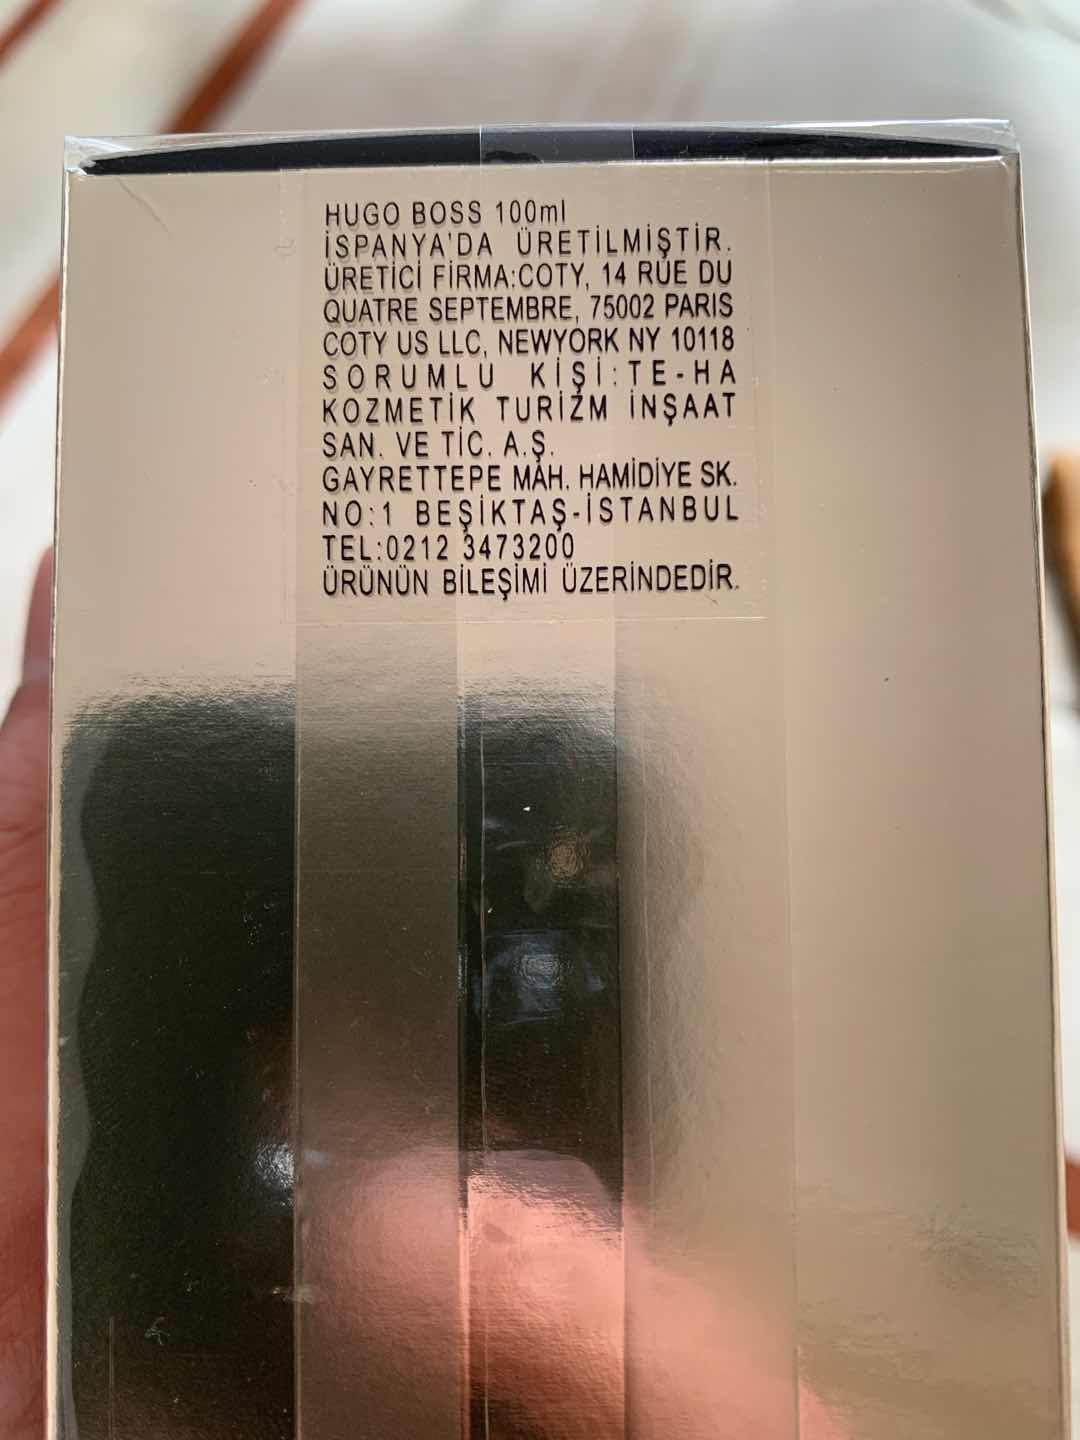 HUGO BOSS 100ml
İSPANYA'DA ÜRETİLMİŞTİR.
ÜRETİCİ FİRMA:COTY, 14 RUE DU
QUATRE SEPTEMBRE, 75002 PARIS
COTY US LLC, NEWYORK NY 10118
SORUMLU KİŞİ:TE-HA
KOZMETİK TURİZM İNŞAAT
SAN. VE TİC. A.Ş.
GAYRETTEPE MAH. HAMİDİYE SK.
NO:1 BEŞİKTAŞ-İSTANBUL
TEL:0212 3473200
ÜRÜNÜN BİLEŞİMİ ÜZERİNDEDİR.